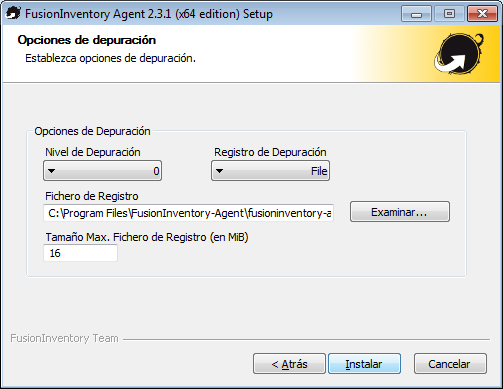 FusionInventory Agent 2.3.1 (x64 edition) Setup
Opciones de depuración
Establezca opciones de depuración.
Opciones de Depuración
Nivel de Depuración Registro de Depuración
0 File
Fichero de Registro
C:\Program Files\FusionInventory-Agent\fusioninventory-a Examinar...
Tamaño Max. Fichero de Registro (en MiB)
16
FusionInventory Team
< Atrás Instalar Cancelar